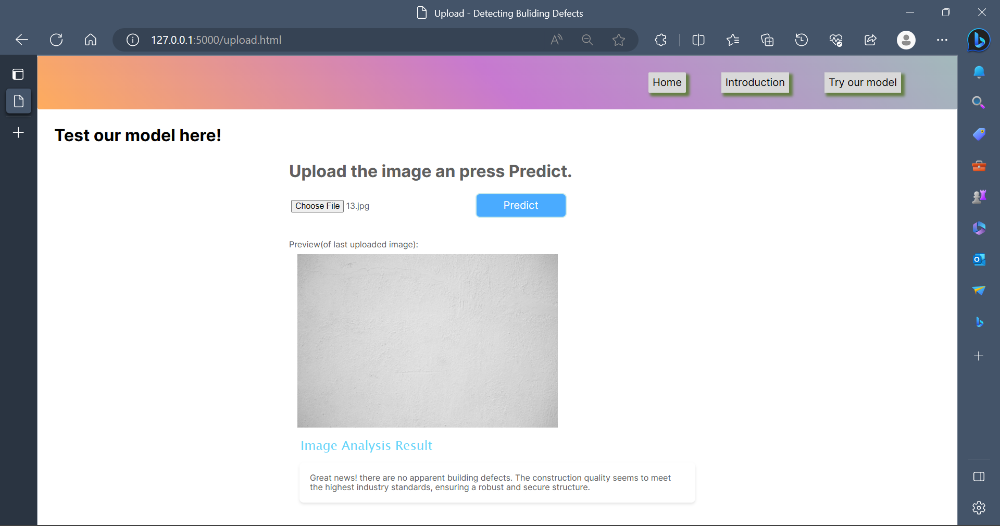 Upload - Detecting Buliding Defects
127.0.0.1:5000/upload.html
Home Introduction Try our model
Test our model here!
Upload the image an press Predict.
Choose File 13.jpg Predict
Preview(of last uploaded image):
Image Analysis Result
Great news! there are no apparent building defects. The construction quality seems to meet
the highest industry standards, ensuring a robust and secure structure.